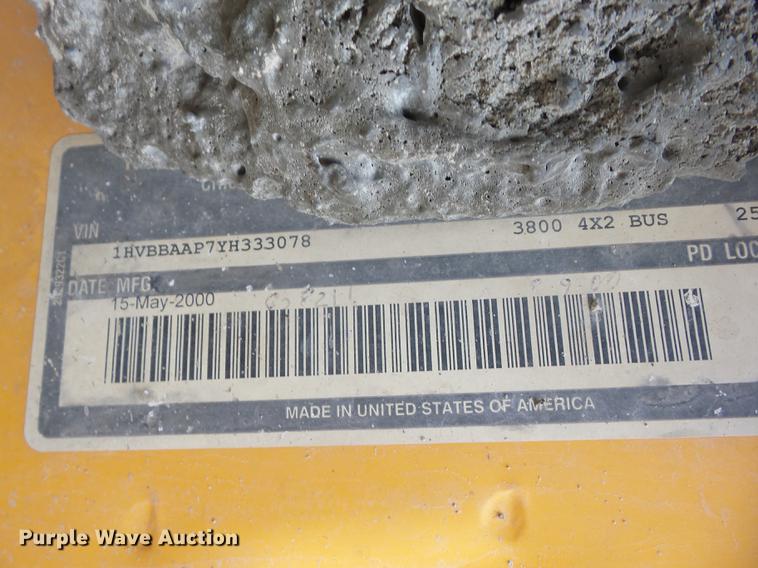 VIN
1HVBBAAP7YH333078 3800 4X2 BUS 25
DATE MFG. PD LOC
15-May-2000
MADE IN UNITED STATES OF AMERICA
Purple Wave Auction